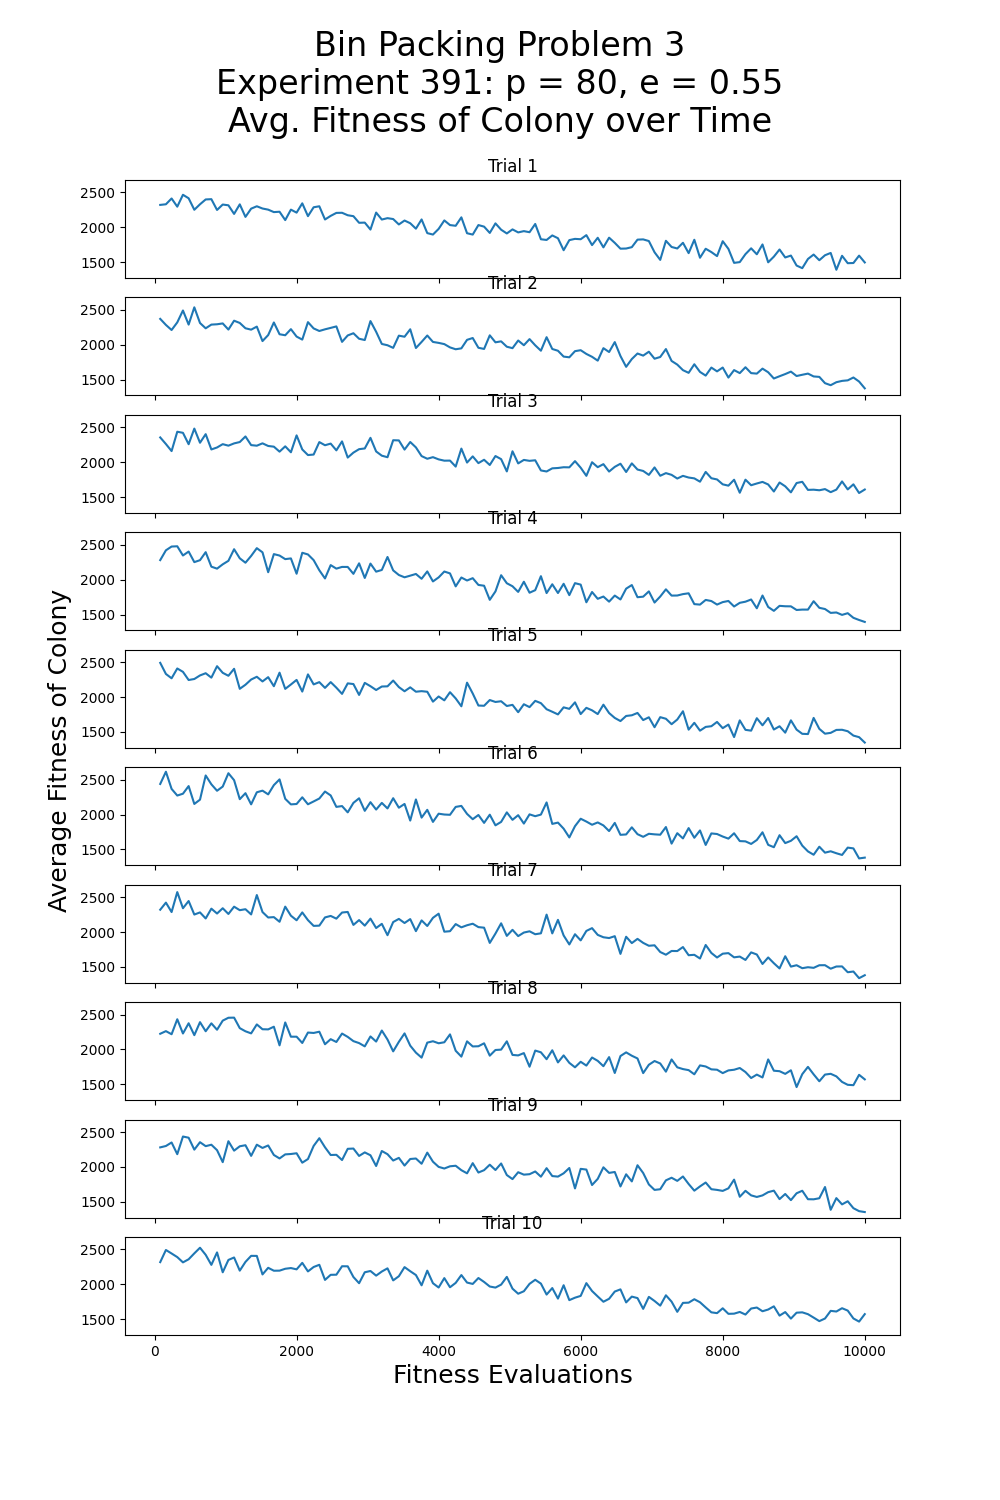 Bin Packing Problem 3
Experiment 391: p = 80, e = 0.55
Avg. Fitness of Colony over Time
Trial 1
2500
2000
1500
Trial 2
2500
2000
1500
Trial 3
2500
2000
1500
Trial 4
2500
2000
1500
Trial 5
2500
2000
1500
Trial 6
2500
2000
1500
Trial 7
2500
2000
1500
Trial 8
2500
2000
1500
Trial 9
2500
2000
1500
Trial 10
2500
2000
1500
0 2000 4000 6000 8000 10000
Fitness Evaluations
Average Fitness of Colony